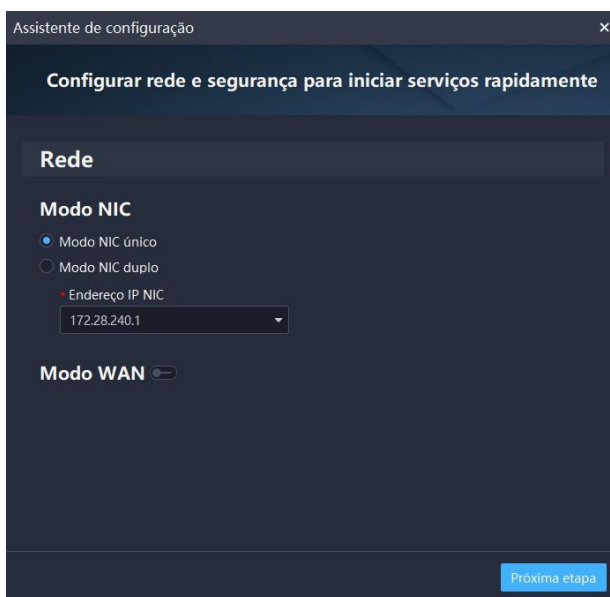 Assistente de configuração
Configurar rede e segurança para iniciar serviços rapidamente
Rede
Modo NIC
Modo NIC único
Modo NIC duplo
* Endereço IP NIC
172.28.240.1
Modo WAN
Próxima etapa